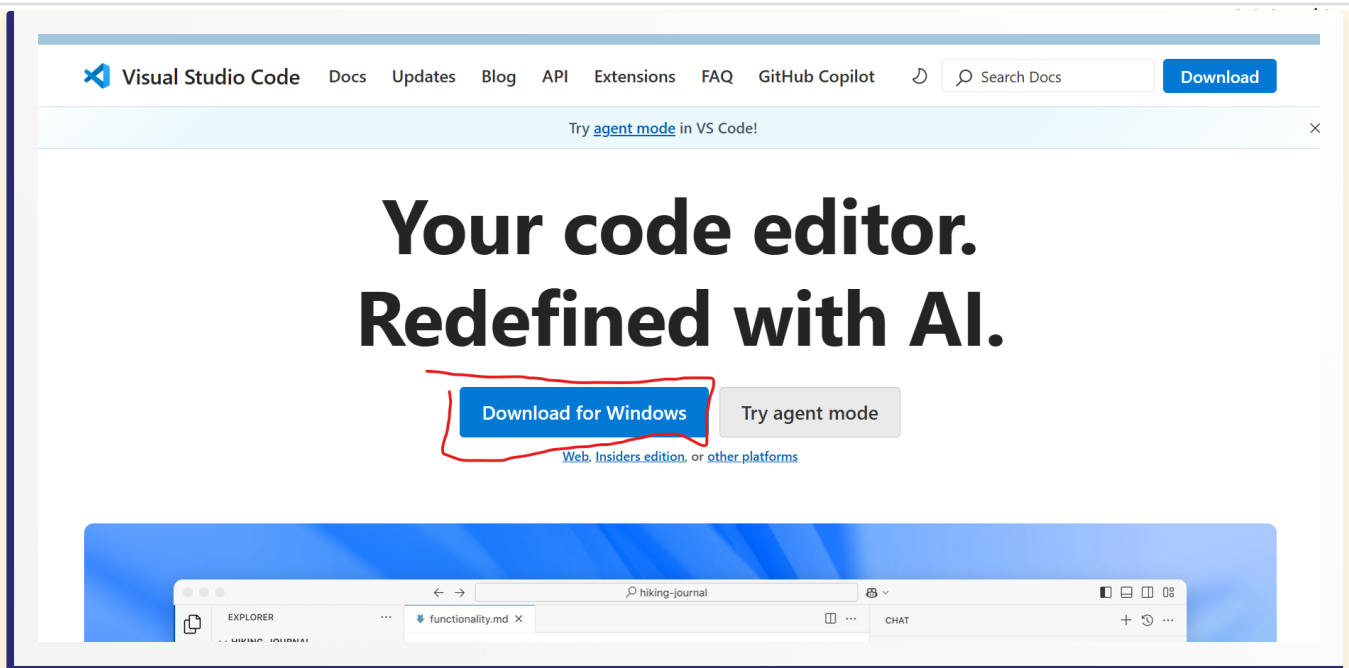 Visual Studio Code Docs Updates Blog API Extensions FAQ GitHub Copilot Search Docs Download
Try agent mode in VS Code!
Your code editor.
Redefined with AI.
Download for Windows Try agent mode
Web, Insiders edition, or other platforms
hiking-journal
EXPLORER ... functionality.md ... CHAT ...
HIKING-JOURNAL